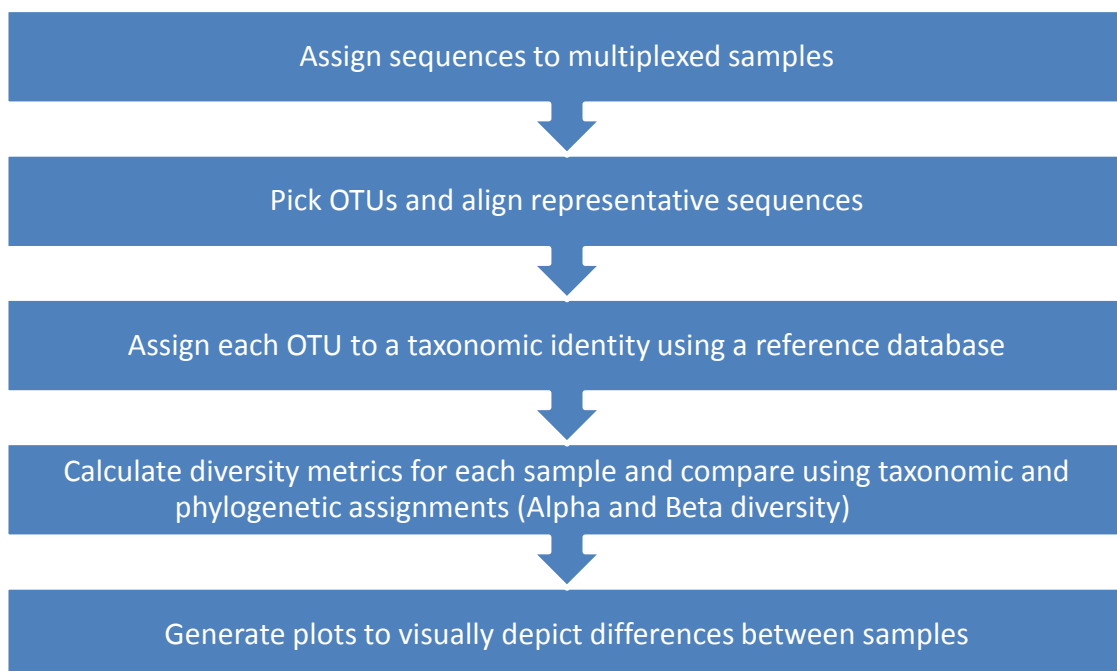 Assign sequences to multiplexed samples
Pick OTUs and align representative sequences
Assign each OTU to a taxonomic identity using a reference database
Calculate diversity metrics for each sample and compare using taxonomic and
phylogenetic assignments (Alpha and Beta diversity)
Generate plots to visually depict differences between samples